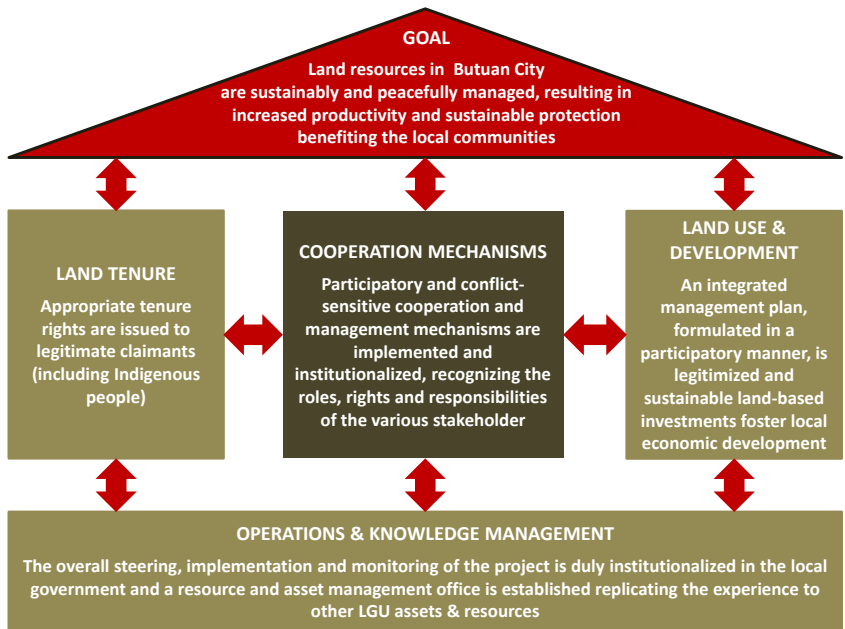 GOAL
Land resources in Butuan City
are sustainably and peacefully managed, resulting in
increased productivity and sustainable protection
benefiting the local communities
LAND TENURE
Appropriate tenure
rights are issued to
legitimate claimants
(including Indigenous
people)
COOPERATION MECHANISMS
Participatory and conflict-
sensitive cooperation and
management mechanisms are
implemented and
institutionalized, recognizing the
roles, rights and responsibilities
of the various stakeholder
LAND USE &
DEVELOPMENT
An integrated
management plan,
formulated in a
participatory manner, is
legitimized and
sustainable land-based
investments foster local
economic development
OPERATIONS & KNOWLEDGE MANAGEMENT
The overall steering, implementation and monitoring of the project is duly institutionalized in the local
government and a resource and asset management office is established replicating the experience to
other LGU assets & resources